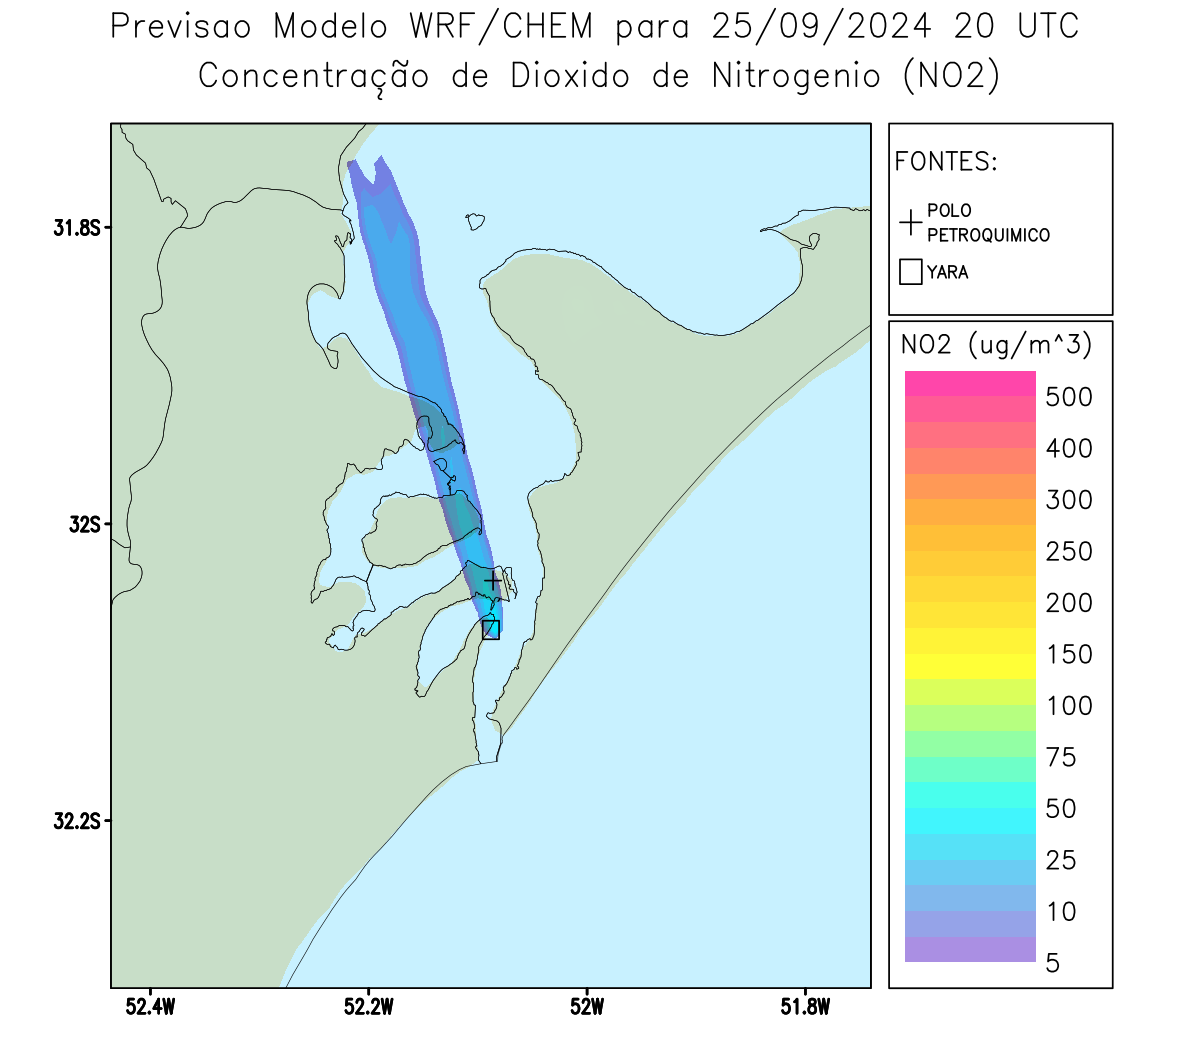 Previsao Modelo WRF/CHEM para 25/09/2024 20 UTC
Concentração de Dioxido de Nitrogenio (NO2)
FONTES:
POLO
PETROQUIMICO
YARA
31.8S
32S
32.2S
52.4W
52.2W
52W
51.8W
NO2 (ug/m^3)
500
400
300
250
200
150
100
75
50
25
10
5